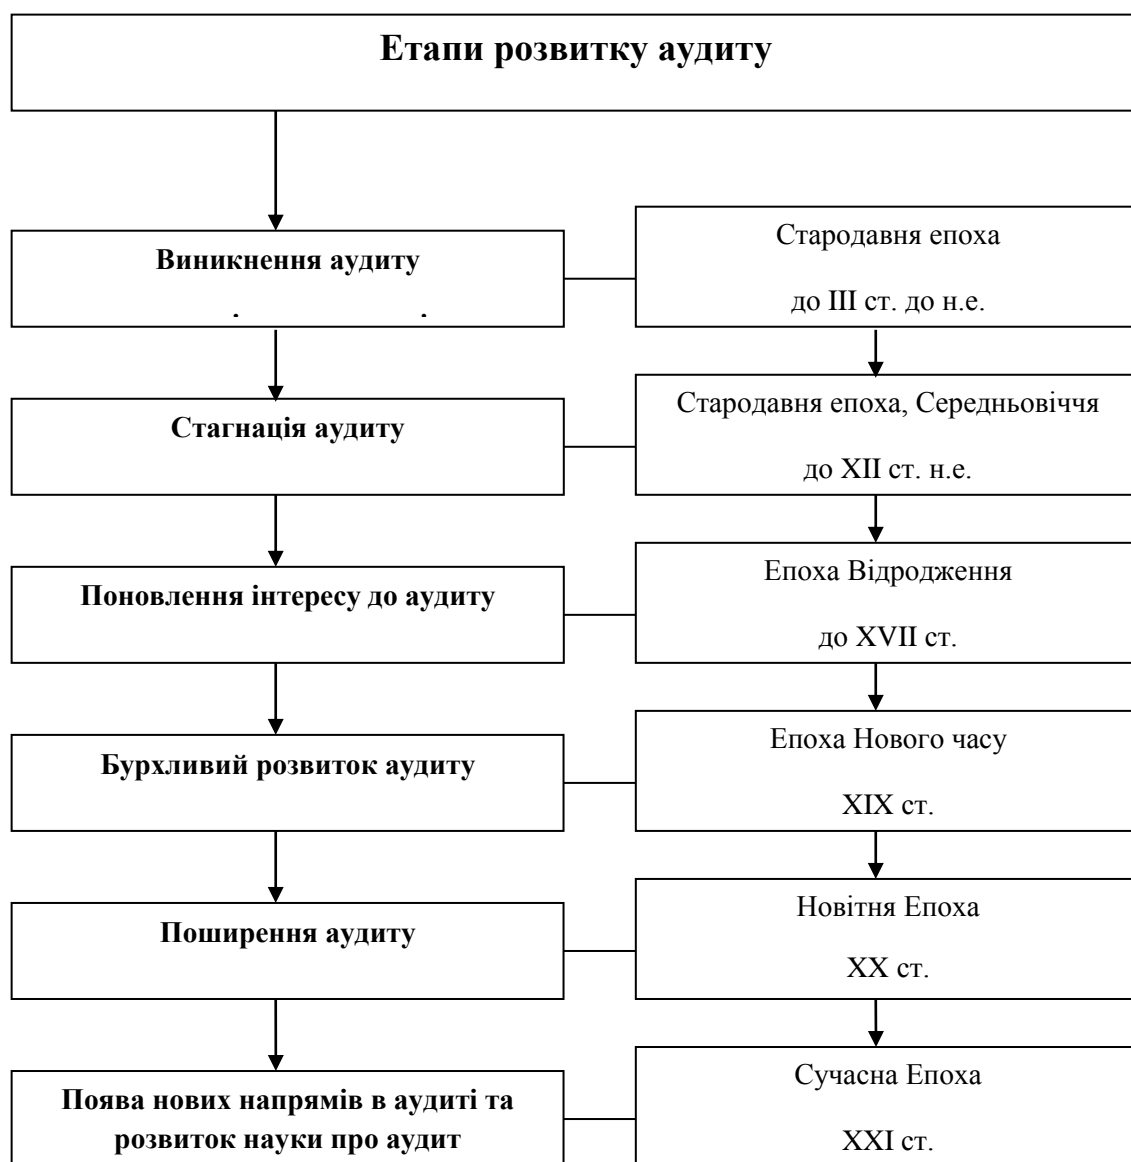 Етапи розвитку аудиту
Виникнення аудиту
. .
Стародавня епоха
до III ст. до н.е.
Стагнація аудиту
Стародавня епоха, Середньовіччя
до XII ст. н.е.
Поновлення інтересу до аудиту
Епоха Відродження
до XVII ст.
Бурхливий розвиток аудиту
Епоха Нового часу
XIX ст.
Поширення аудиту
Новітня Епоха
XX ст.
Поява нових напрямів в аудиті та
розвиток науки про аудит
Сучасна Епоха
XXI ст.